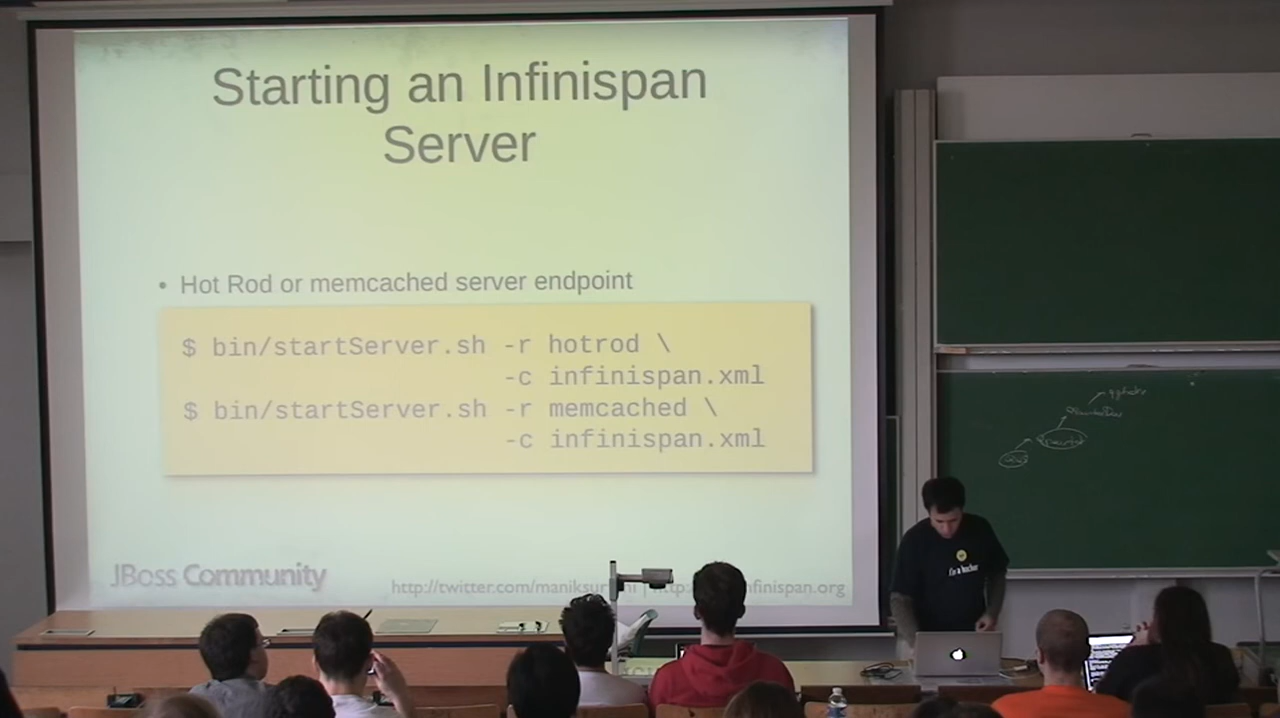 Starting an Infinispan
Server
• Hot Rod or memcached server endpoint
$ bin/startServer.sh -r hotrod \
-c infinispan.xml
$ bin/startServer.sh -r memcached \
-c infinispan.xml
JBoss Community
I'm a hacker